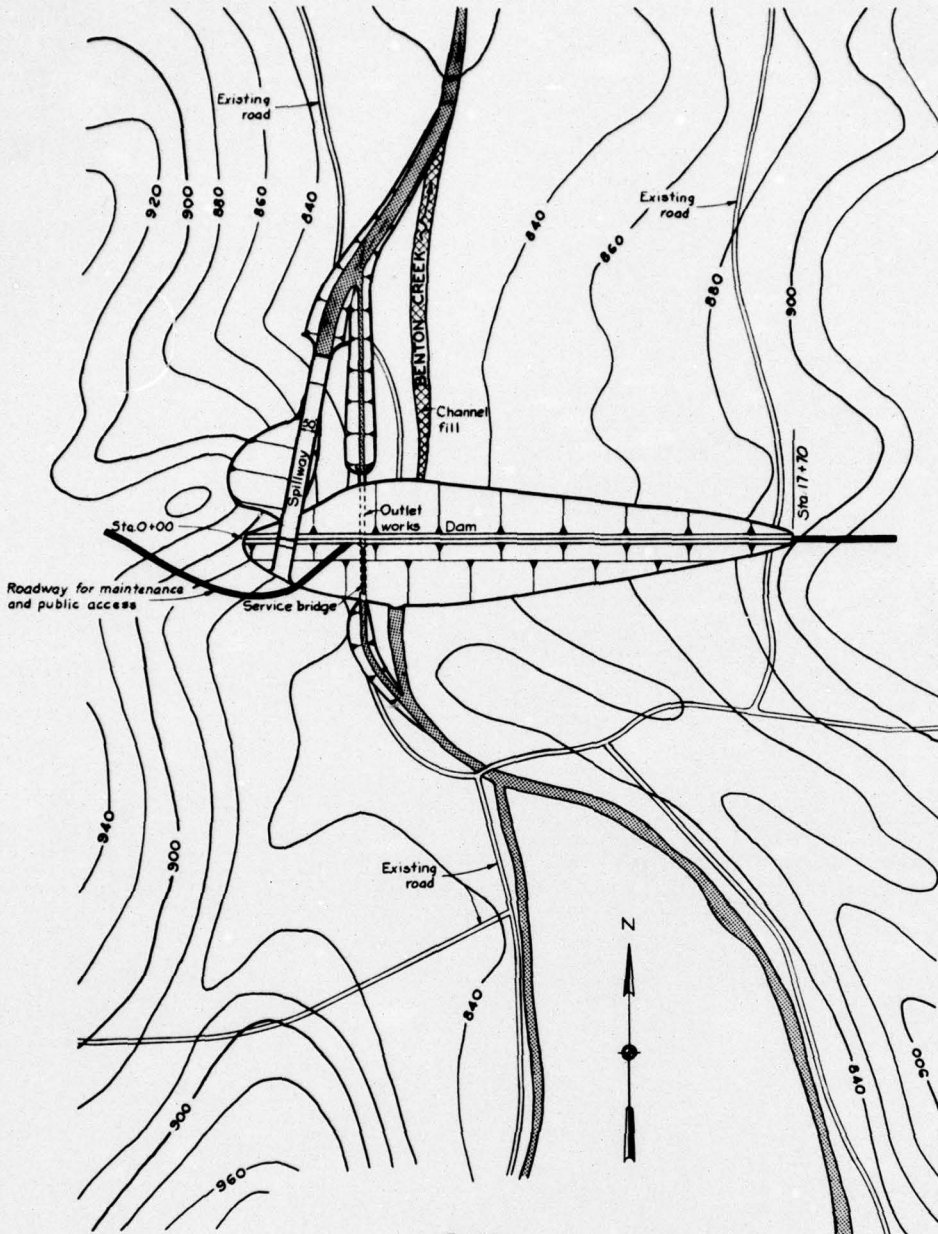 Existing
road
920
900
880
860
840
Existing
road
840
860
880
900
BENTON CREEK
Channel
fill
20
Spillway
Sta. 17+70
Sta. 0+00
Outlet
works
Dam
Roadway for maintenance
and public access
Service bridge
940
900
Existing
road
N
840
840
900
900
960